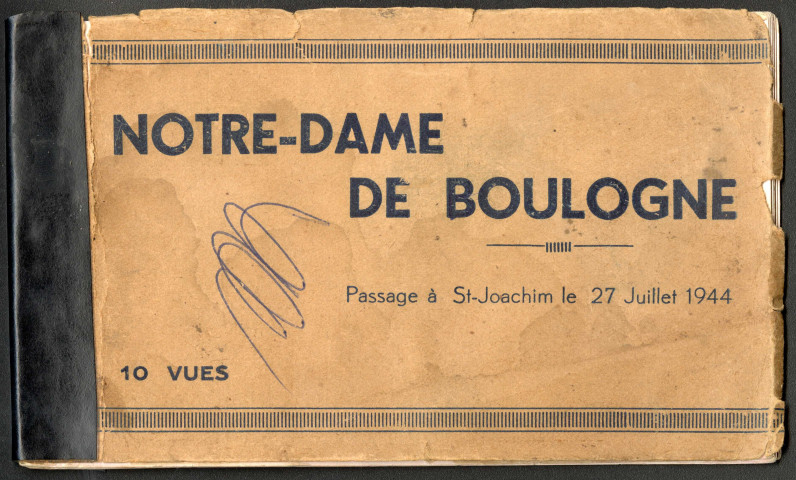 NOTRE-DAME
DE BOULOGNE
Passage à St-Joachim le 27 Juillet 1944
10 VUES